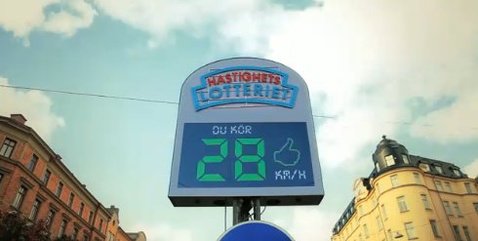 HASTIGHETS
LOTTERIET
DU KÖR
28
KM/H